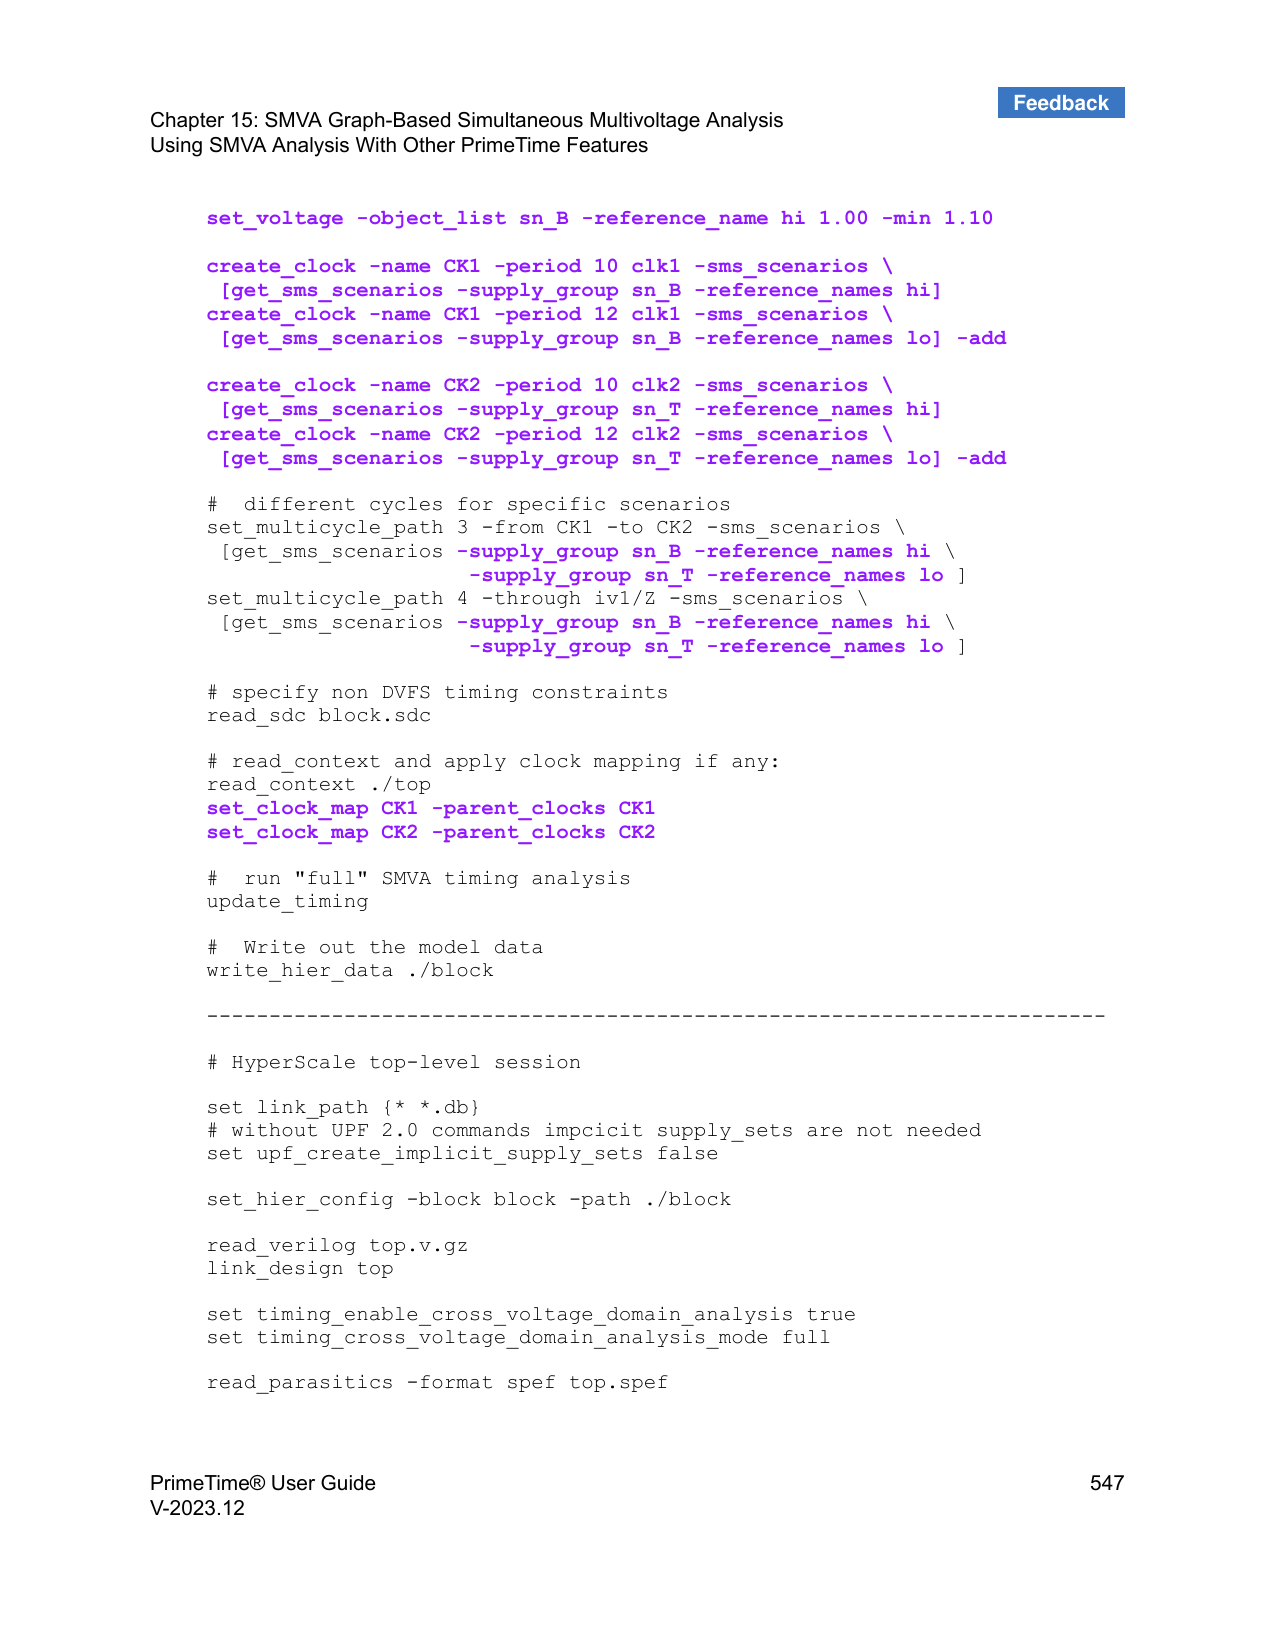 Feedback
Chapter 15: SMVA Graph-Based Simultaneous Multivoltage Analysis
Using SMVA Analysis With Other PrimeTime Features
set_voltage -object_list sn_B -reference_name hi 1.00 -min 1.10
create_clock -name CK1 -period 10 clk1 -sms_scenarios \
[get_sms_scenarios -supply_group sn_B -reference_names hi]
create_clock -name CK1 -period 12 clk1 -sms_scenarios \
[get_sms_scenarios -supply_group sn_B -reference_names lo] -add
create_clock -name CK2 -period 10 clk2 -sms_scenarios \
[get_sms_scenarios -supply_group sn_T -reference_names hi]
create_clock -name CK2 -period 12 clk2 -sms_scenarios \
[get_sms_scenarios -supply_group sn_T -reference_names lo] -add
#  different cycles for specific scenarios
set_multicycle_path 3 -from CK1 -to CK2 -sms_scenarios \
[get_sms_scenarios -supply_group sn_B -reference_names hi \
-supply_group sn_T -reference_names lo ]
set_multicycle_path 4 -through iv1/Z -sms_scenarios \
[get_sms_scenarios -supply_group sn_B -reference_names hi \
-supply_group sn_T -reference_names lo ]
# specify non DVFS timing constraints
read_sdc block.sdc
# read_context and apply clock mapping if any:
read_context ./top
set_clock_map CK1 -parent_clocks CK1
set_clock_map CK2 -parent_clocks CK2
#  run "full" SMVA timing analysis
update_timing
#  Write out the model data
write_hier_data ./block
------------------------------------------------------------------------
# HyperScale top-level session
set link_path {* *.db}
# without UPF 2.0 commands impcicit supply_sets are not needed
set upf_create_implicit_supply_sets false
set_hier_config -block block -path ./block
read_verilog top.v.gz
link_design top
set timing_enable_cross_voltage_domain_analysis true
set timing_cross_voltage_domain_analysis_mode full
read_parasitics -format spef top.spef
PrimeTime® User Guide
547
V-2023.12